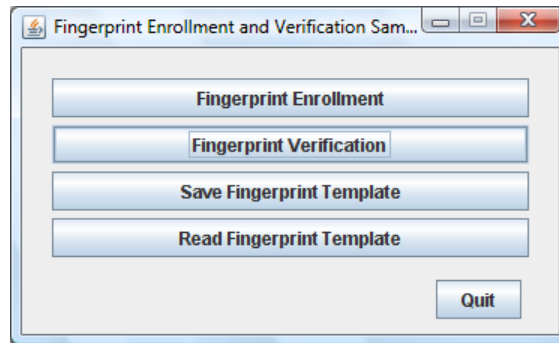 Fingerprint Enrollment and Verification Sam...
Fingerprint Enrollment
Fingerprint Verification
Save Fingerprint Template
Read Fingerprint Template
Quit